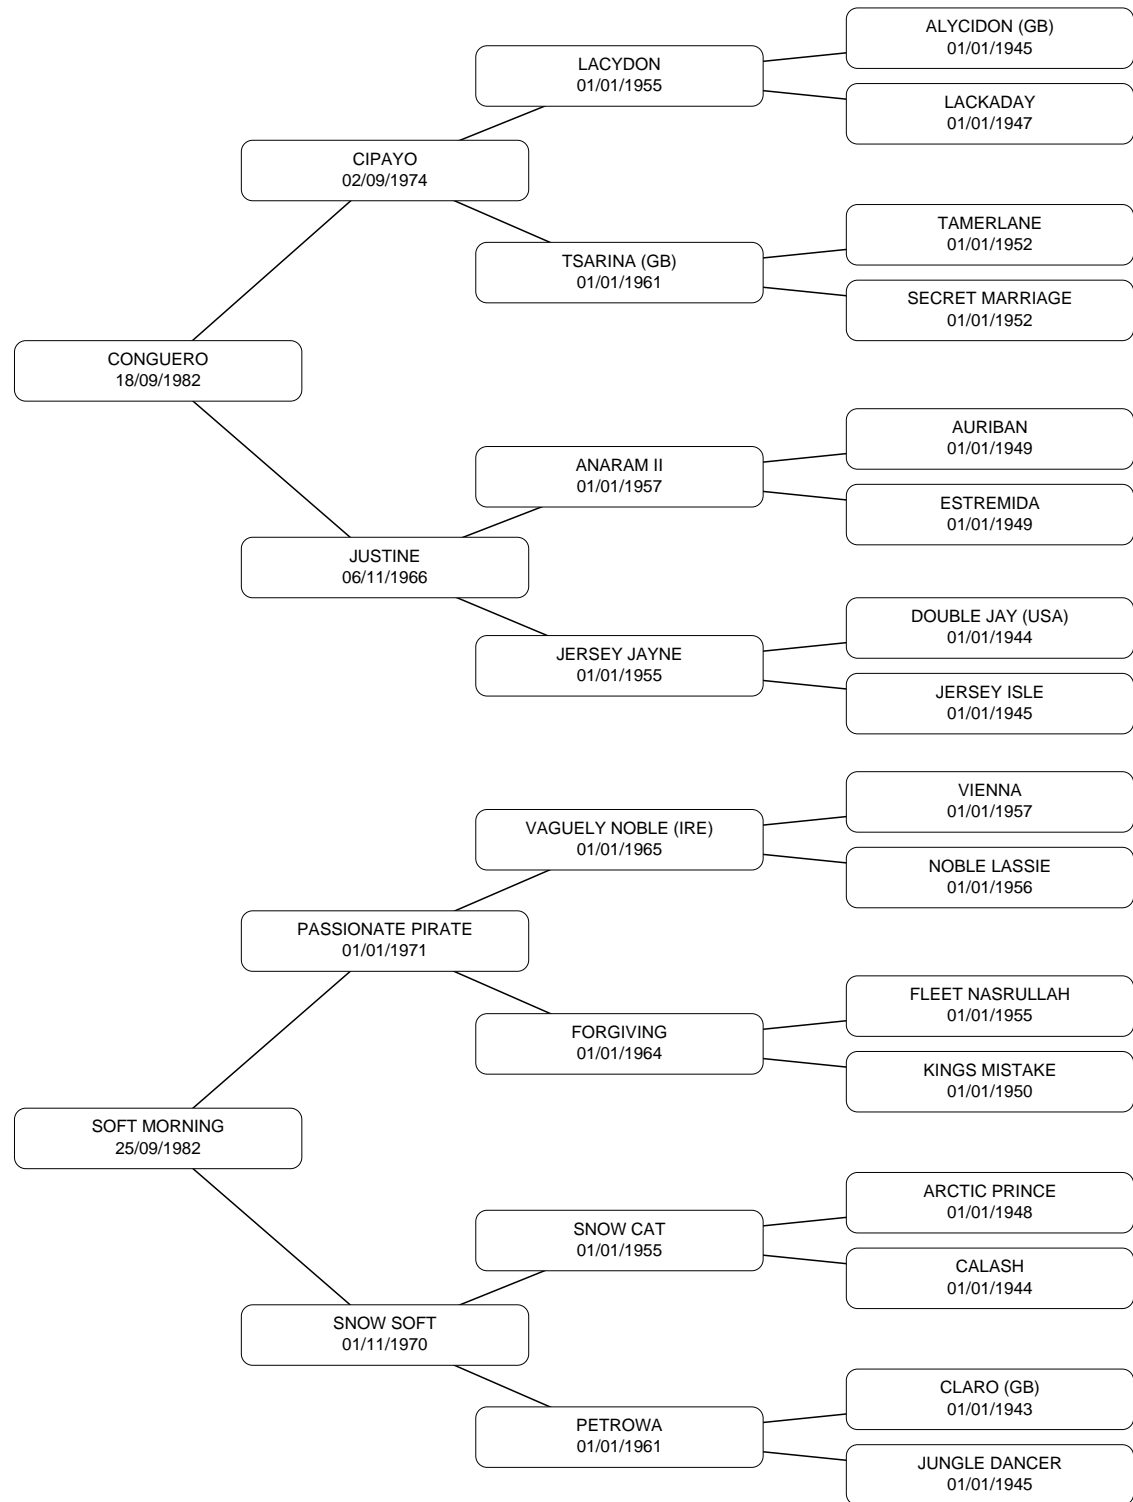 ALYCIDON (GB)
01/01/1945
LACYDON
01/01/1955
LACKADAY
01/01/1947
CIPAYO
02/09/1974
TAMERLANE
01/01/1952
TSARINA (GB)
01/01/1961
SECRET MARRIAGE
01/01/1952
CONGUERO
18/09/1982
AURIBAN
01/01/1949
ANARAM II
01/01/1957
ESTREMIDA
01/01/1949
JUSTINE
06/11/1966
DOUBLE JAY (USA)
01/01/1944
JERSEY JAYNE
01/01/1955
JERSEY ISLE
01/01/1945
VIENNA
01/01/1957
VAGUELY NOBLE (IRE)
01/01/1965
NOBLE LASSIE
01/01/1956
PASSIONATE PIRATE
01/01/1971
FLEET NASRULLAH
01/01/1955
FORGIVING
01/01/1964
KINGS MISTAKE
01/01/1950
SOFT MORNING
25/09/1982
ARCTIC PRINCE
01/01/1948
SNOW CAT
01/01/1955
CALASH
01/01/1944
SNOW SOFT
01/11/1970
CLARO (GB)
01/01/1943
PETROWA
01/01/1961
JUNGLE DANCER
01/01/1945